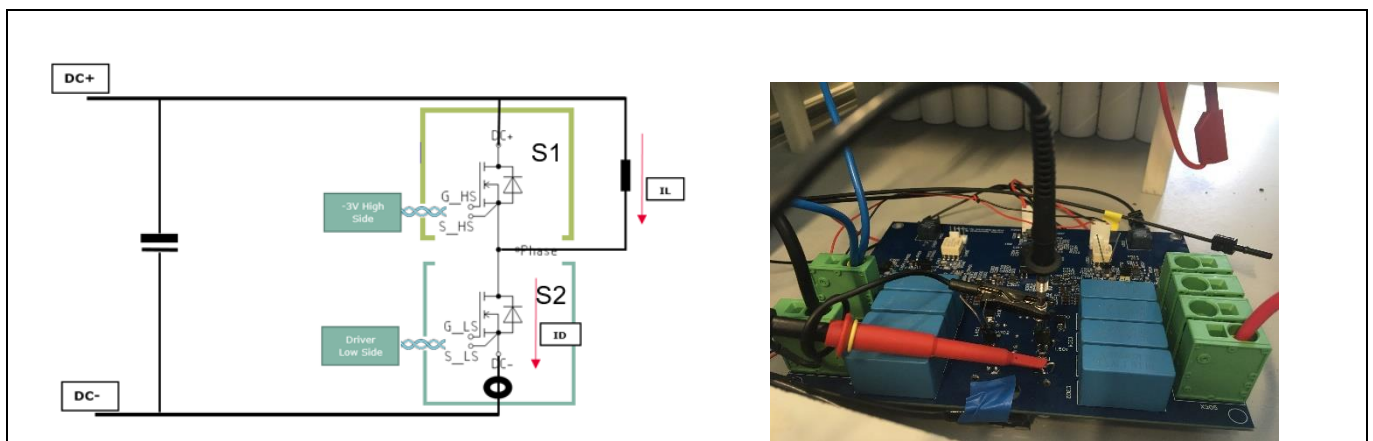 DC+
DC+
S1
G_HS
S_HS
-3V High
Side
IL
Phase
S2
G_LS
S_LS
Driver
Low Side
ID
DC-
DC-
X205